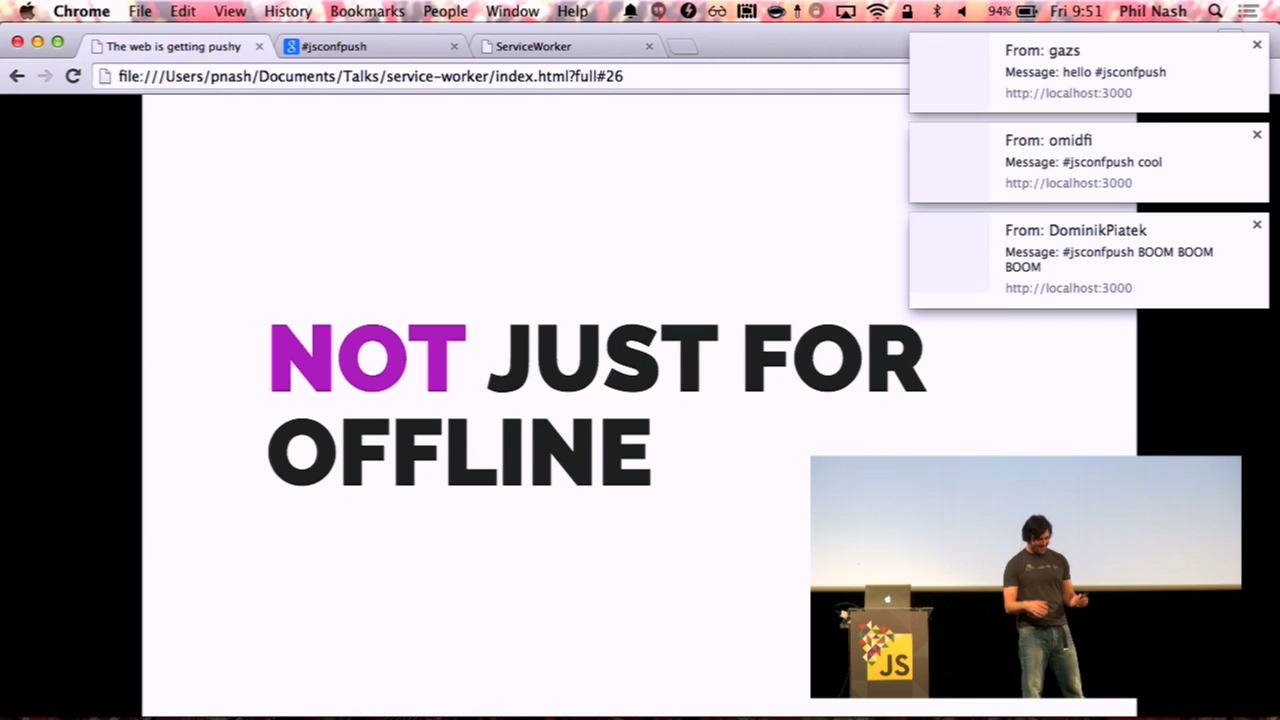 Chrome File Edit View History Bookmarks People Window Help 94% Fri 9:51 Phil Nash
The web is getting pushy
#jsconfpush
ServiceWorker
file:///Users/pnash/Documents/Talks/service-worker/index.html?full#26
From: gazs
Message: hello #jsconfpush
http://localhost:3000
From: omidfi
Message: #jsconfpush cool
http://localhost:3000
From: DominikPiatek
Message: #jsconfpush BOOM BOOM
BOOM
http://localhost:3000
NOT JUST FOR
OFFLINE
JS